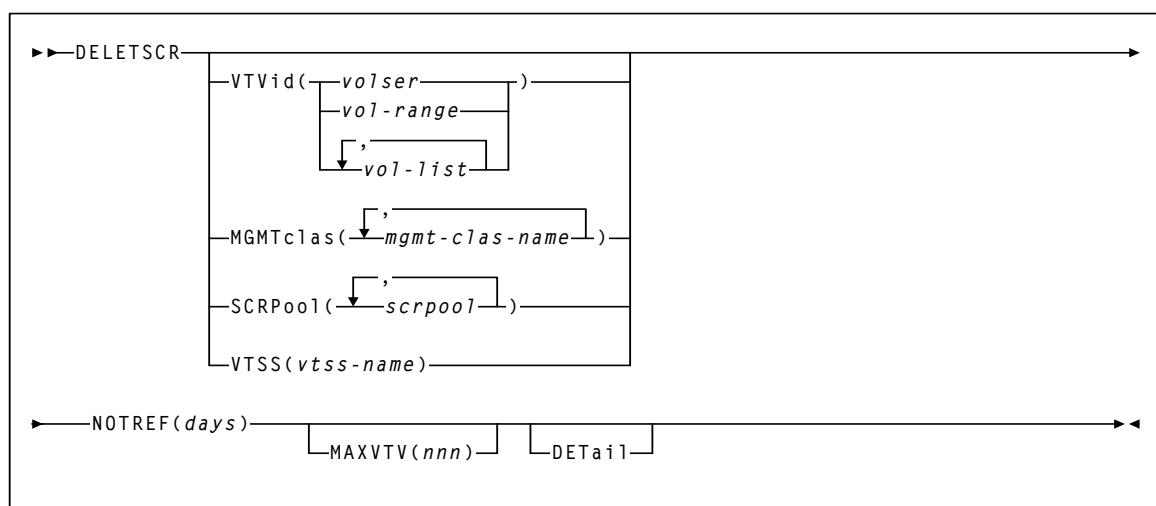 DELETSCR
VTVid( volser )
vol-range
,
vol-list
,
MGMTclas( mgmt-clas-name )
,
SCRPool( scrpool )
VTSS(vtss-name)
NOTREF(days)
MAXVTV(nnn) DETail